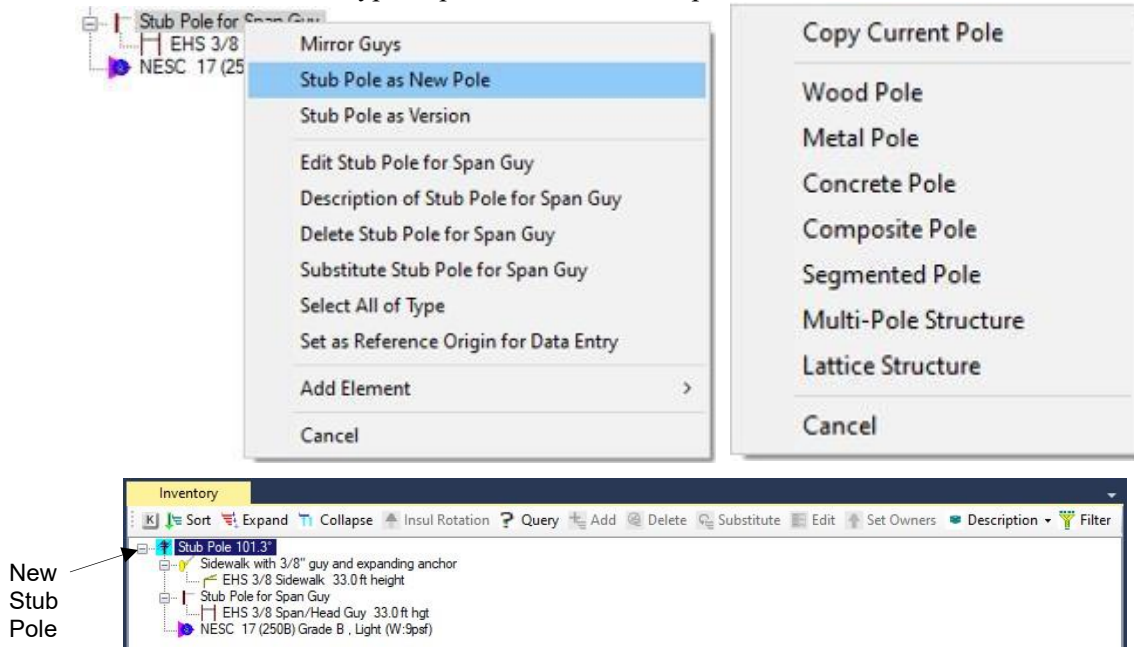 Stub Pole for Span Guy
EHS 3/8
NESC 17 (25
Mirror Guys
Stub Pole as New Pole
Stub Pole as Version
Edit Stub Pole for Span Guy
Description of Stub Pole for Span Guy
Delete Stub Pole for Span Guy
Substitute Stub Pole for Span Guy
Select All of Type
Set as Reference Origin for Data Entry
Add Element >
Cancel
Copy Current Pole
Wood Pole
Metal Pole
Concrete Pole
Composite Pole
Segmented Pole
Multi-Pole Structure
Lattice Structure
Cancel
Inventory
K Sort Expand Collapse Insul Rotation ? Query Add Delete Substitute Edit Set Owners Description Filter
Stub Pole 101.3°
Sidewalk with 3/8" guy and expanding anchor
EHS 3/8 Sidewalk 33.0 ft height
Stub Pole for Span Guy
EHS 3/8 Span/Head Guy 33.0 ft hgt
NESC 17 (250B) Grade B , Light (W:9psf)
New
Stub
Pole